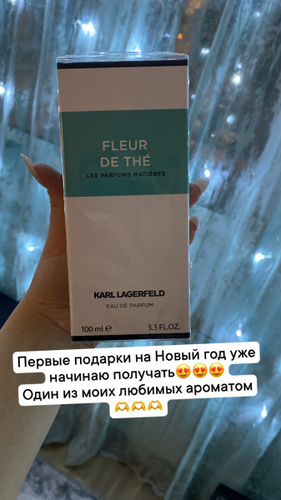 FLEUR
DE THÉ
LES PARFUMS MATIÈRES
KARL LAGERFELD
EAU DE PARFUM
100 ml ℮ 3.3 FL.OZ.
Первые подарки на Новый год уже
начинаю получать😍😍😍
Один из моих любимых ароматом
🫶🫶🫶